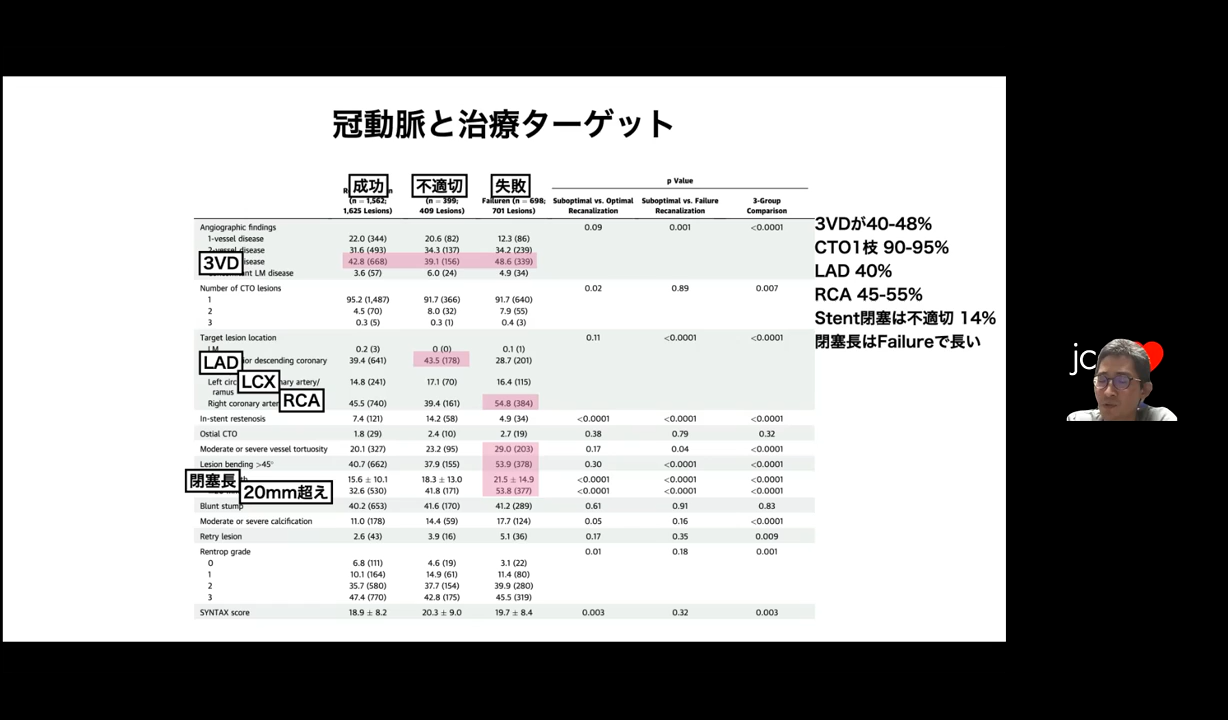 冠動脈と治療ターゲット
p Value
成功 不適切 失敗
(n = 1,562; 1,625 Lesions) (n = 399; 409 Lesions) Failuren (n = 698; 701 Lesions) Suboptimal vs. Optimal Recanalization Suboptimal vs. Failure Recanalization 3-Group Comparison
Angiographic findings 0.09 0.001 <0.0001
1-vessel disease 22.0 (344) 20.6 (82) 12.3 (86)
2-vessel disease 31.6 (493) 34.3 (137) 34.2 (239)
3VD disease 42.8 (668) 39.1 (156) 48.6 (339)
LM disease 3.6 (57) 6.0 (24) 4.9 (34)
Number of CTO lesions 0.02 0.89 0.007
1 95.2 (1,487) 91.7 (366) 91.7 (640)
2 4.5 (70) 8.0 (32) 7.9 (55)
3 0.3 (5) 0.3 (1) 0.4 (3)
Target lesion location 0.11 <0.0001 <0.0001
0.2 (3) 0 (0) 0.1 (1)
LAD descending coronary 39.4 (641) 43.5 (178) 28.7 (201)
Left LCX artery/ ramus 14.8 (241) 17.1 (70) 16.4 (115)
Right coronary RCA 45.5 (740) 39.4 (161) 54.8 (384)
In-stent restenosis 7.4 (121) 14.2 (58) 4.9 (34) <0.0001 <0.0001 <0.0001
Ostial CTO 1.8 (29) 2.4 (10) 2.7 (19) 0.38 0.79 0.32
Moderate or severe vessel tortuosity 20.1 (327) 23.2 (95) 29.0 (203) 0.17 0.04 <0.0001
Lesion bending >45° 40.7 (662) 37.9 (155) 53.9 (378) 0.30 <0.0001 <0.0001
閉塞長 15.6 ± 10.1 18.3 ± 13.0 21.5 ± 14.9 <0.0001 <0.0001 <0.0001
20mm超え 32.6 (530) 41.8 (171) 53.8 (377) <0.0001 <0.0001 <0.0001
Blunt stump 40.2 (653) 41.6 (170) 41.2 (289) 0.61 0.91 0.83
Moderate or severe calcification 11.0 (178) 14.4 (59) 17.7 (124) 0.05 0.16 <0.0001
Retry lesion 2.6 (43) 3.9 (16) 5.1 (36) 0.17 0.35 0.009
Rentrop grade 0.01 0.18 0.001
0 6.8 (111) 4.6 (19) 3.1 (22)
1 10.1 (164) 14.9 (61) 11.4 (80)
2 35.7 (580) 37.7 (154) 39.9 (280)
3 47.4 (770) 42.8 (175) 45.5 (319)
SYNTAX score 18.9 ± 8.2 20.3 ± 9.0 19.7 ± 8.4 0.003 0.32 0.003
3VDが40-48%
CTO1枝 90-95%
LAD 40%
RCA 45-55%
Stent閉塞は不適切 14%
閉塞長はFailureで長い
jc